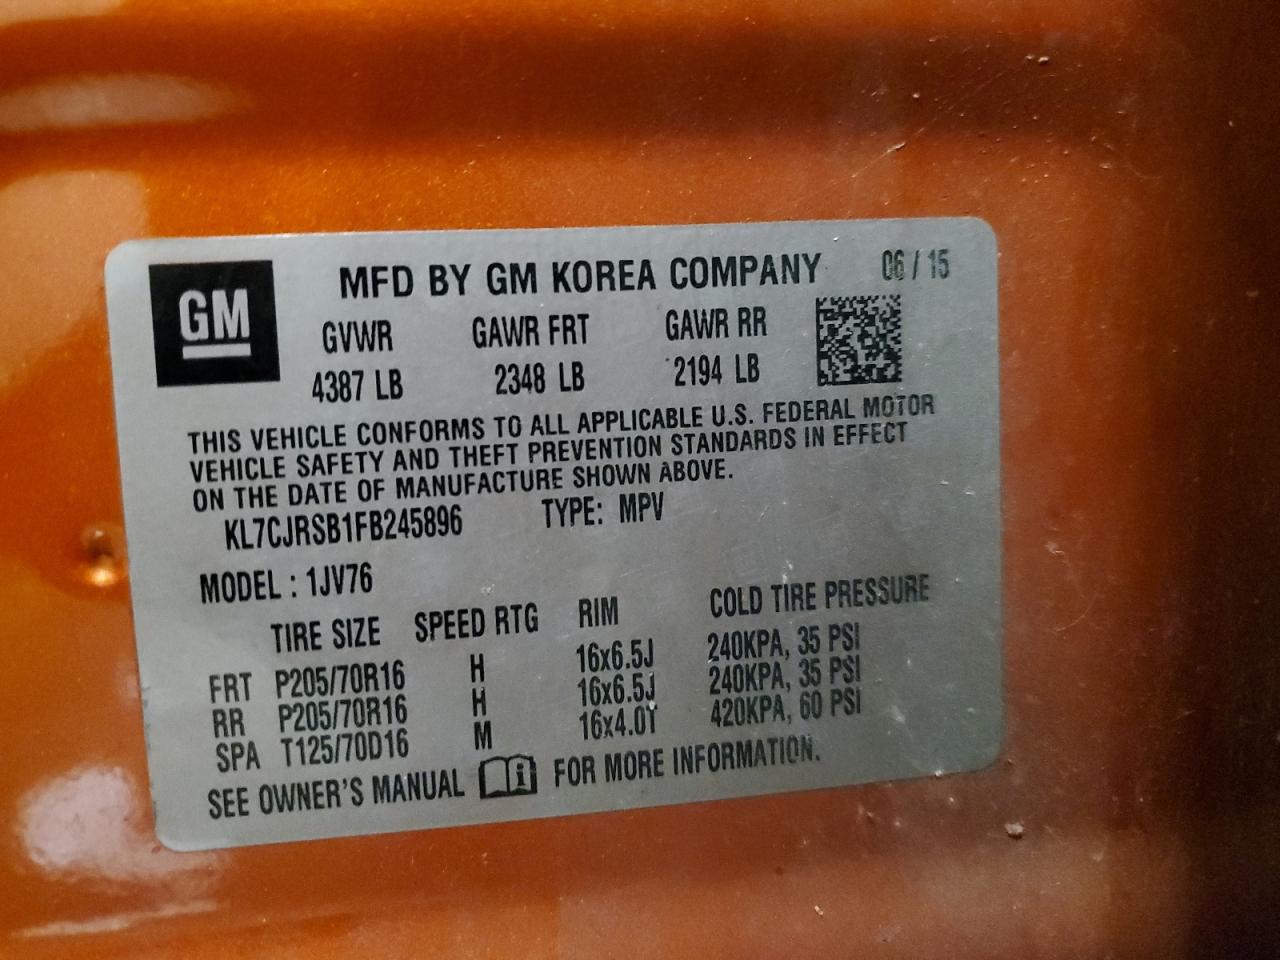 GM
MFD BY GM KOREA COMPANY 06 / 15
GVWR GAWR FRT GAWR RR
4387 LB 2348 LB 2194 LB
THIS VEHICLE CONFORMS TO ALL APPLICABLE U.S. FEDERAL MOTOR
VEHICLE SAFETY AND THEFT PREVENTION STANDARDS IN EFFECT
ON THE DATE OF MANUFACTURE SHOWN ABOVE.
KL7CJRSB1FB245896 TYPE: MPV
MODEL : 1JV76
TIRE SIZE SPEED RTG RIM COLD TIRE PRESSURE
FRT P205/70R16 H 16x6.5J 240KPA, 35 PSI
RR P205/70R16 H 16x6.5J 240KPA, 35 PSI
SPA T125/70D16 M 16x4.0T 420KPA, 60 PSI
SEE OWNER'S MANUAL i FOR MORE INFORMATION.